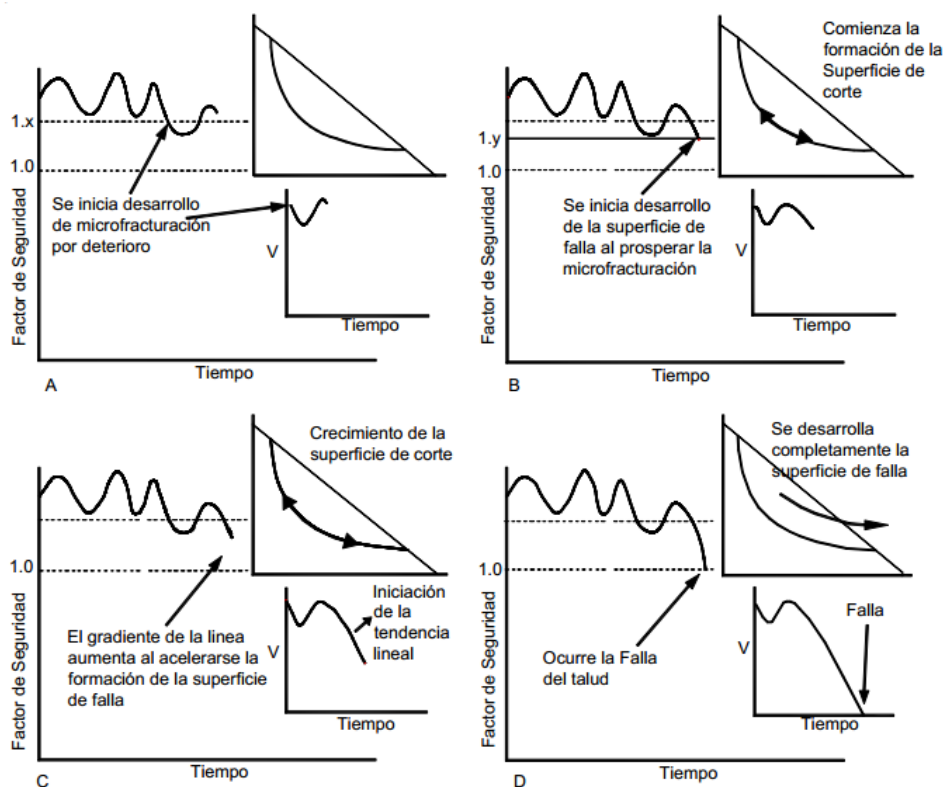 Factor de Seguridad
1.x
1.0
Se inicia desarrollo
de microfracturación
por deterioro
V
Tiempo
Tiempo
A
Comienza la
formación de la
Superficie de
corte
Factor de Seguridad
1.y
1.0
Se inicia desarrollo
de la superficie de
falla al prosperar la
microfracturación
V
Tiempo
Tiempo
B
Crecimiento de la
superficie de corte
Factor de Seguridad
1.0
El gradiente de la linea
aumenta al acelerarse la
formación de la superficie
de falla
Iniciación
de la
tendencia
lineal
V
Tiempo
Tiempo
C
Se desarrolla
completamente la
superficie de falla
Factor de Seguridad
1.0
Ocurre la Falla
del talud
Falla
V
Tiempo
Tiempo
D